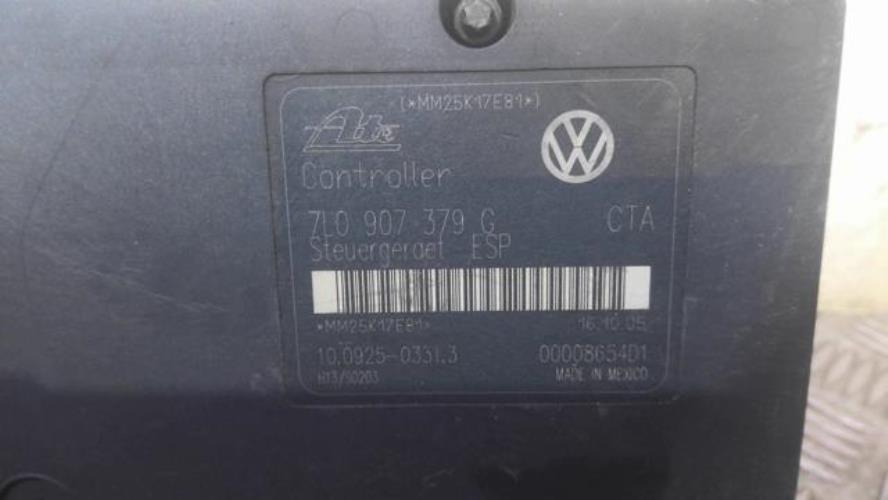 (*MM25K17E81*)
Ate
Controller
7L0 907 379 G CTA
Steuergeraet ESP
*MM25K17E81*
16.10.05
10.0925-0331.3 00008654D1
H13/S0203 MADE IN MEXICO